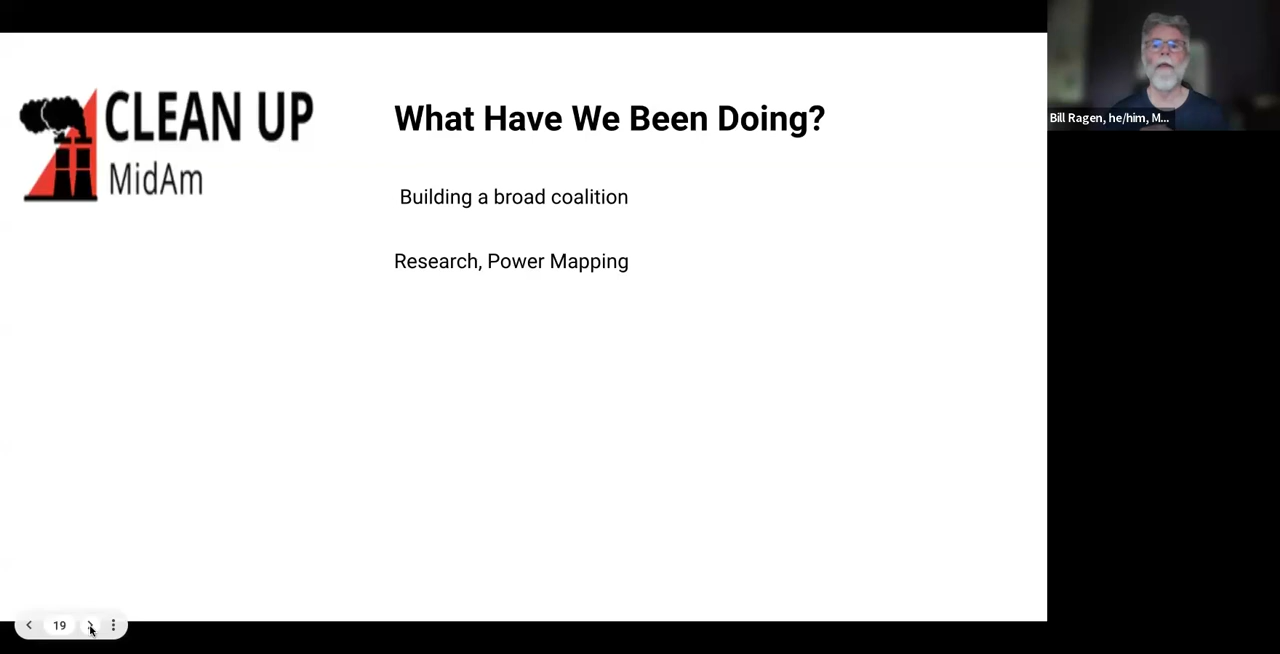 CLEAN UP
MidAm
What Have We Been Doing?
Building a broad coalition
Research, Power Mapping
Bill Ragen, he/him, M...
19